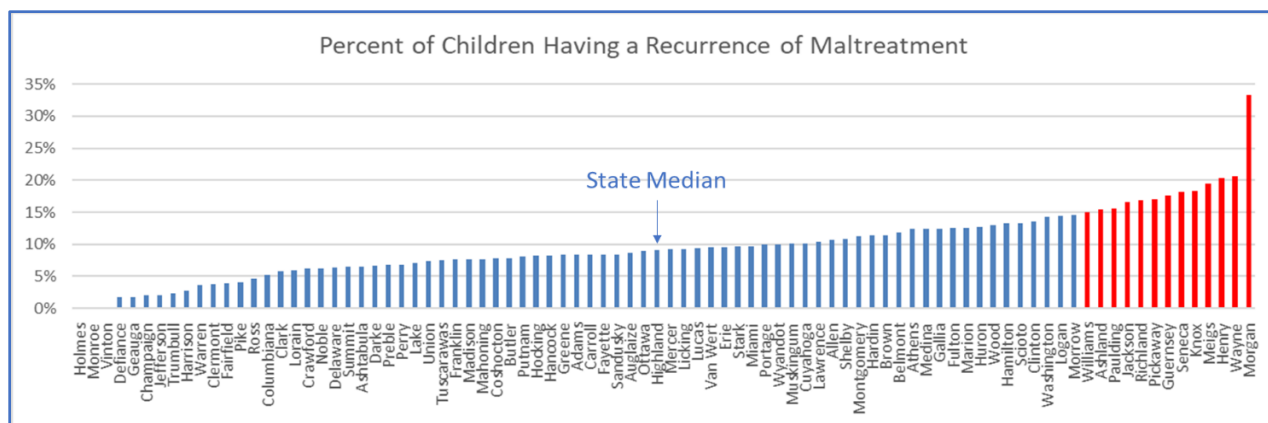 Percent of Children Having a Recurrence of Maltreatment
35%
30%
25%
20%
15%
10%
5%
0%
State Median
Holmes
Monroe
Vinton
Defiance
Geauga
Champaign
Jefferson
Trumbull
Harrison
Warren
Clermont
Fairfield
Pike
Ross
Columbiana
Clark
Lorain
Crawford
Noble
Delaware
Summit
Ashtabula
Darke
Preble
Perry
Lake
Union
Tuscarawas
Franklin
Madison
Mahoning
Coshocton
Butler
Putnam
Hocking
Hancock
Greene
Adams
Carroll
Fayette
Sandusky
Auglaize
Ottawa
Highland
Mercer
Licking
Lucas
Van Wert
Erie
Stark
Miami
Portage
Wyandot
Muskingum
Cuyahoga
Lawrence
Allen
Shelby
Montgomery
Hardin
Brown
Belmont
Athens
Medina
Gallia
Fulton
Marion
Huron
Wood
Hamilton
Scioto
Clinton
Washington
Logan
Morrow
Williams
Ashland
Paulding
Jackson
Richland
Pickaway
Guernsey
Seneca
Knox
Meigs
Henry
Wayne
Morgan